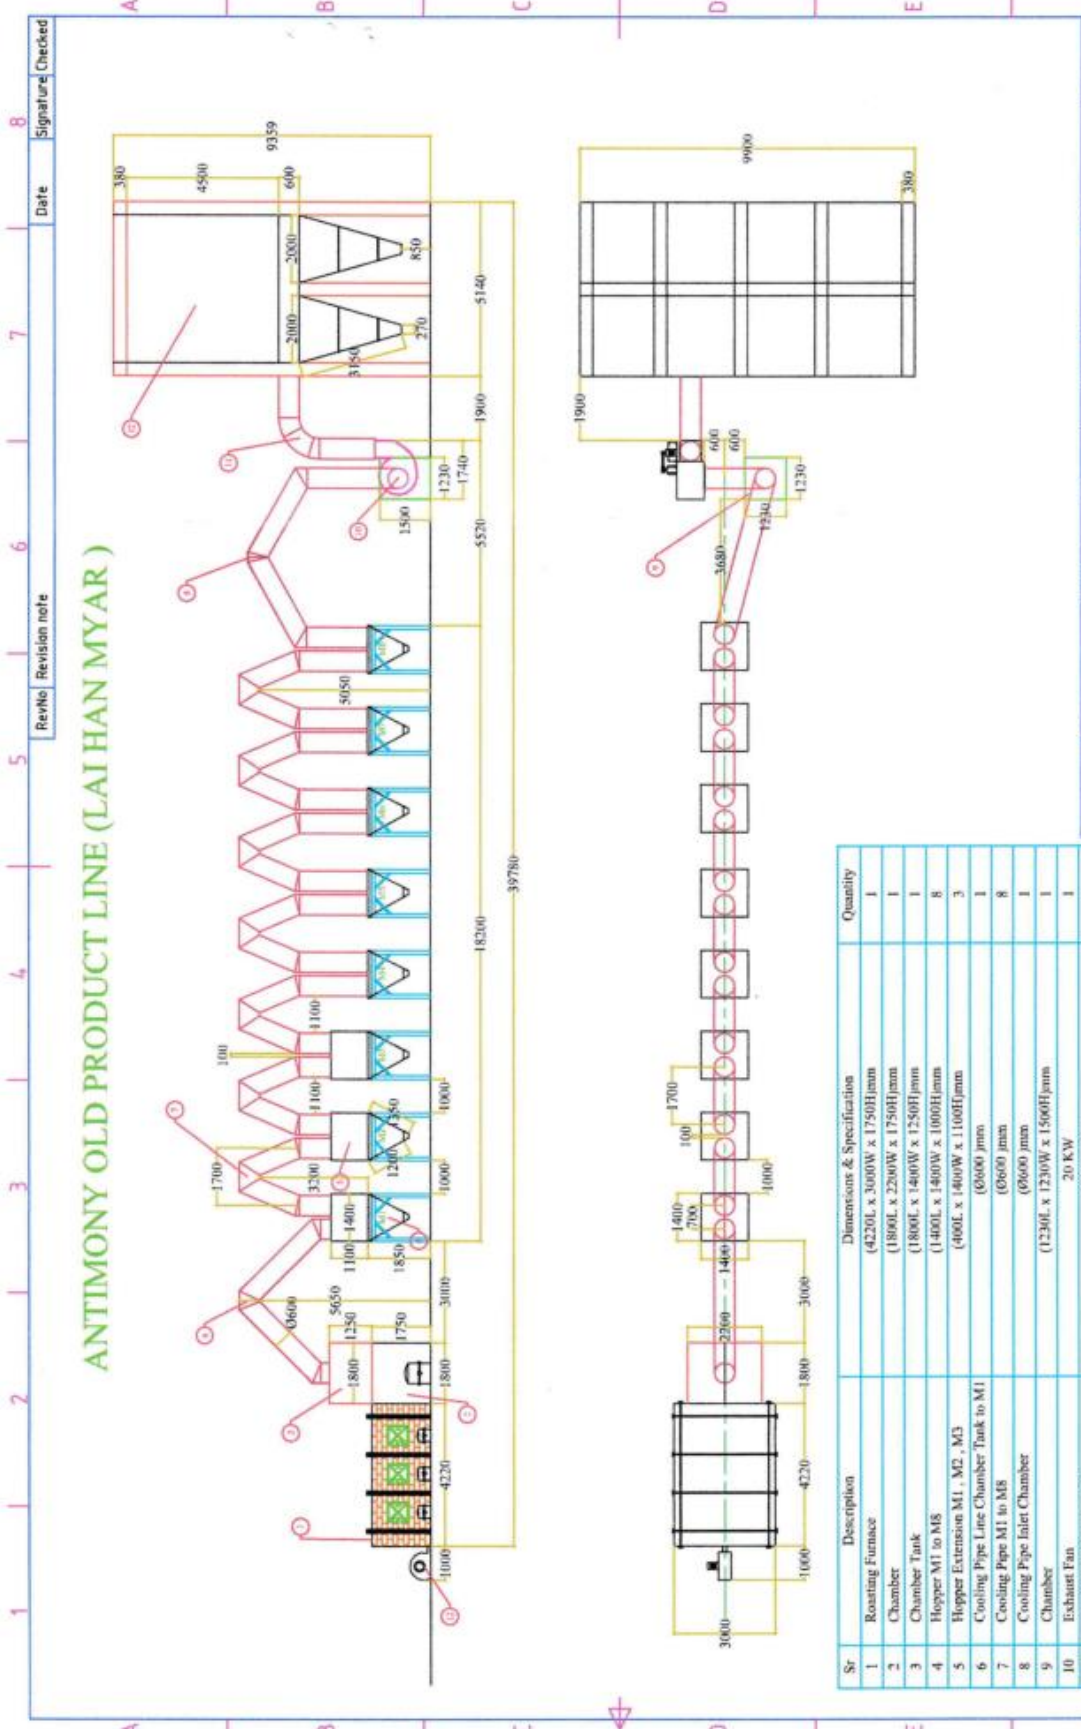 RevNo Revision note Date Signature Checked
1 2 3 4 5 6 7 8
A
B
C
D
E
ANTIMONY OLD PRODUCT LINE (LAI HAN MYAR )
380
4500
600
9359
2000
2000
850
270
3150
5140
1900
1230
1740
1500
5520
5050
18200
39780
100
1100
1100
1700
3200
1350
1200
1000
1000
1400
1100
1850
3000
5650
Ø600
1250
1750
1800
1800
4220
1000
9900
380
1900
600
600
1230
1230
3680
1700
100
1000
1400
700
1400
3000
2200
1800
4220
1000
3000
Sr Description Dimensions & Specification Quantity
1 Roasting Furnace (4220L x 3000W x 1750H)mm 1
2 Chamber (1800L x 2200W x 1750H)mm 1
3 Chamber Tank (1800L x 1400W x 1250H)mm 1
4 Hopper M1 to M8 (1400L x 1400W x 1000H)mm 8
5 Hopper Extension M1 , M2 , M3 (400L x 1400W x 1100H)mm 3
6 Cooling Pipe Line Chamber Tank to M1 (Ø600 )mm 1
7 Cooling Pipe M1 to M8 (Ø600 )mm 8
8 Cooling Pipe Inlet Chamber (Ø600 )mm 1
9 Chamber (1230L x 1230W x 1500H)mm 1
10 Exhaust Fan 20 KW 1